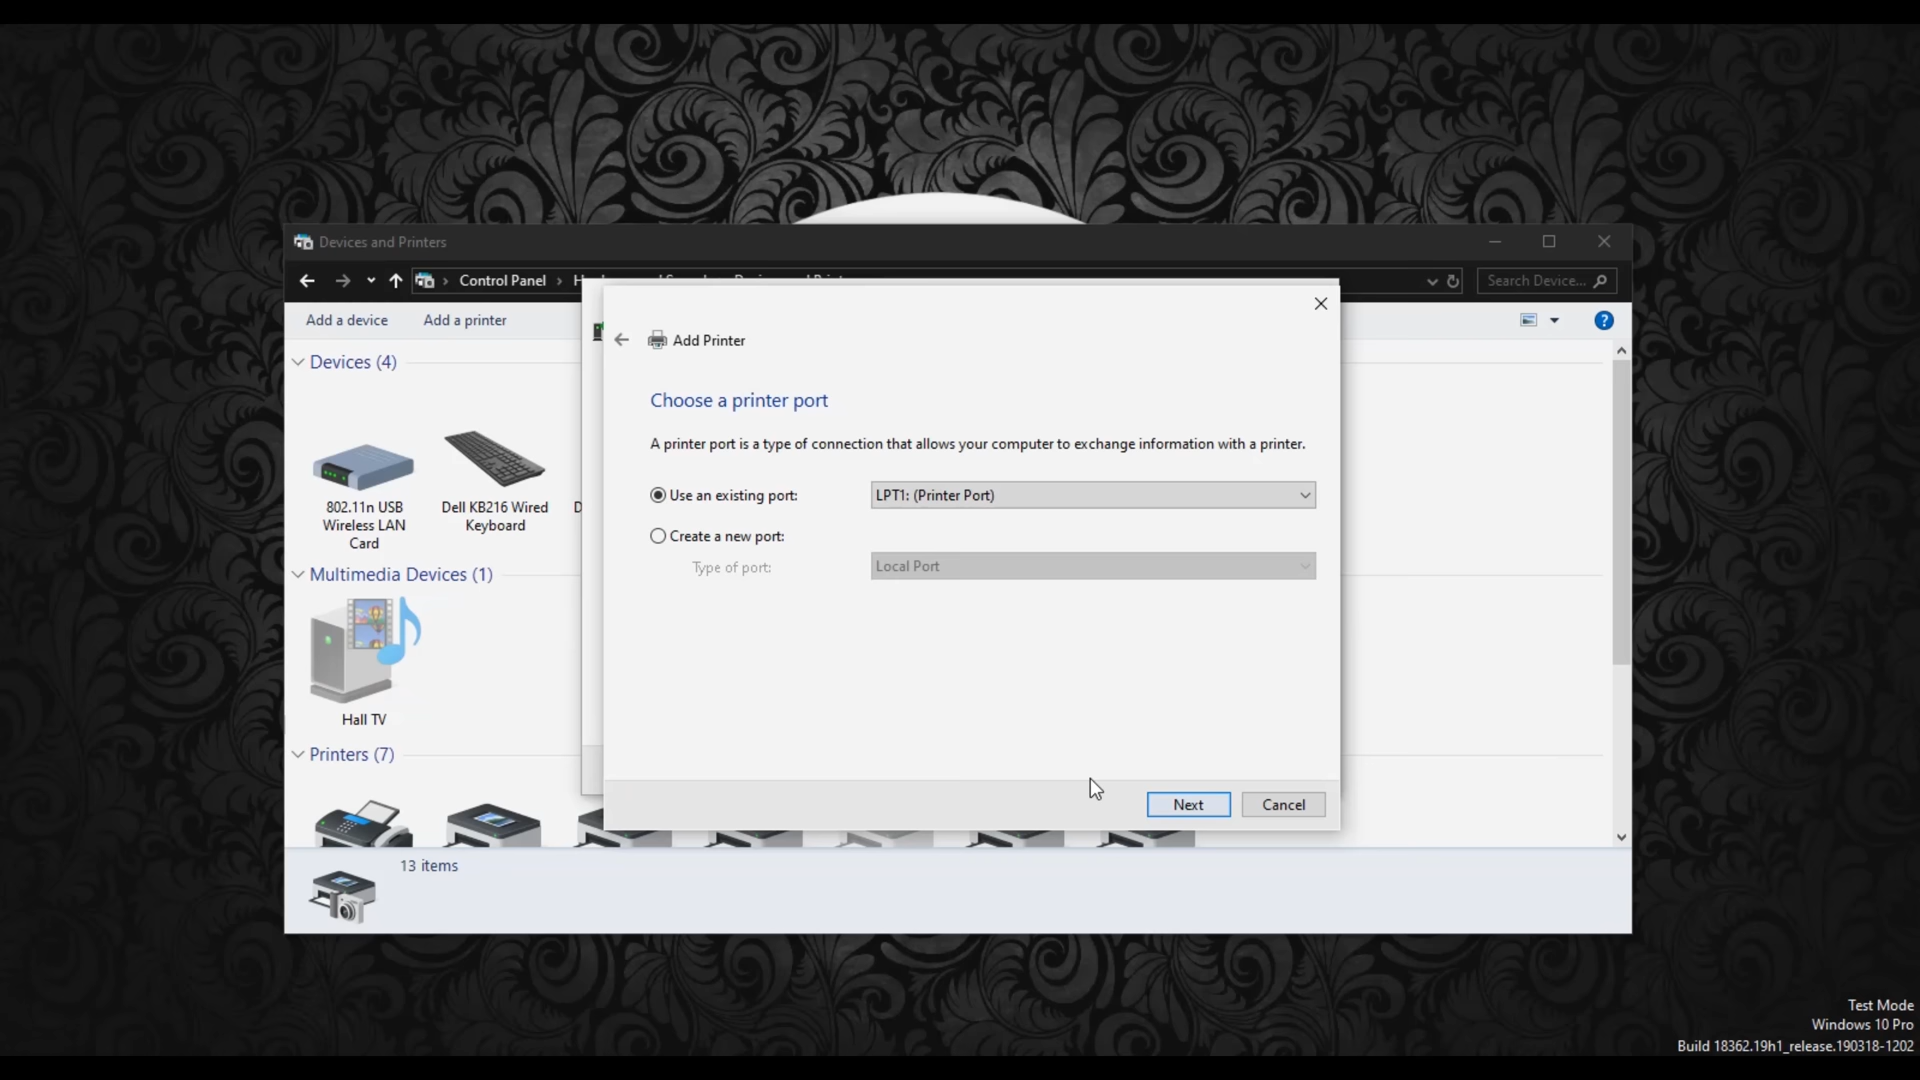 Devices and Printers
Control Panel
Search Device...
Add a device
Add a printer
Add Printer
Devices (4)
Choose a printer port
A printer port is a type of connection that allows your computer to exchange information with a printer.
Use an existing port:
LPT1: (Printer Port)
Create a new port:
Type of port:
Local Port
802.11n USB
Wireless LAN
Card
Dell KB216 Wired
Keyboard
D
Multimedia Devices (1)
Hall TV
Printers (7)
Next
Cancel
13 items
Test Mode
Windows 10 Pro
Build 18362.19h1_release.190318-1202